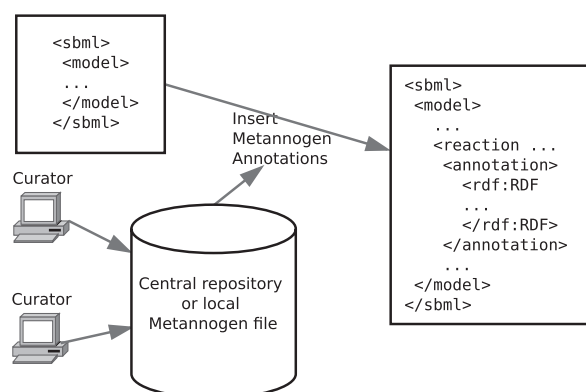 <sbml>
<model>
...
</model>
</sbml>
Insert
Metannogen
Annotations
<sbml>
<model>
...
<reaction ...
<annotation>
<rdf:RDF
...
</rdf:RDF>
</annotation>
...
</model>
</sbml>
Curator
Curator
Central repository
or local
Metannogen file